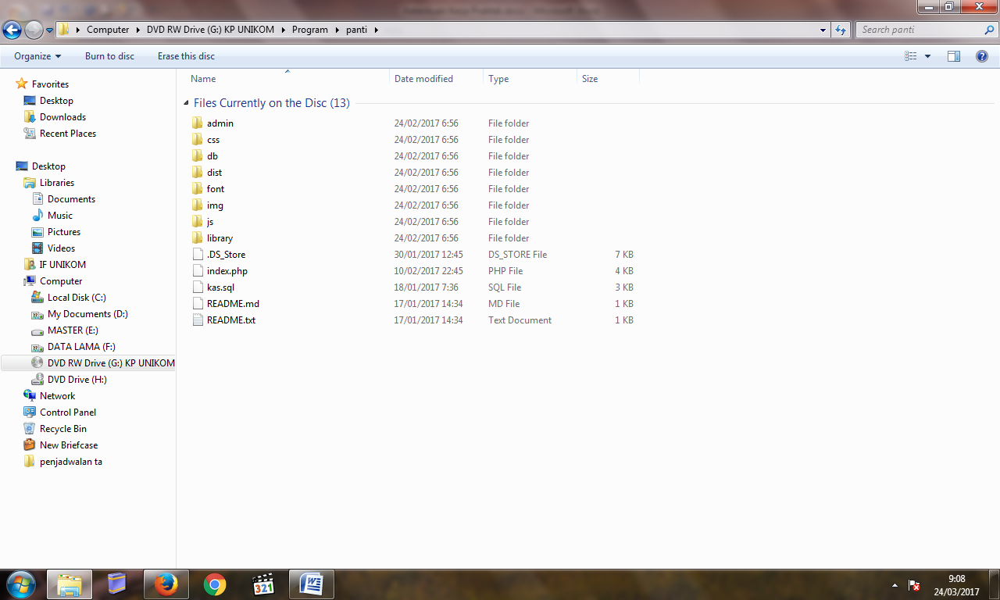 Computer DVD RW Drive (G:) KP UNIKOM Program panti
Search panti
Organize Burn to disc Erase this disc
Name Date modified Type Size
Favorites
Desktop
Downloads
Recent Places
Desktop
Libraries
Documents
Music
Pictures
Videos
IF UNIKOM
Computer
Local Disk (C:)
My Documents (D:)
MASTER (E:)
DATA LAMA (F:)
DVD RW Drive (G:) KP UNIKOM
DVD Drive (H:)
Network
Control Panel
Recycle Bin
New Briefcase
penjadwalan ta
Files Currently on the Disc (13)
admin 24/02/2017 6:56 File folder
css 24/02/2017 6:56 File folder
db 24/02/2017 6:56 File folder
dist 24/02/2017 6:56 File folder
font 24/02/2017 6:56 File folder
img 24/02/2017 6:56 File folder
js 24/02/2017 6:56 File folder
library 24/02/2017 6:56 File folder
.DS_Store 30/01/2017 12:45 DS_STORE File 7 KB
index.php 10/02/2017 22:45 PHP File 4 KB
kas.sql 18/01/2017 7:36 SQL File 3 KB
README.md 17/01/2017 14:34 MD File 1 KB
README.txt 17/01/2017 14:34 Text Document 1 KB
321
9:08
24/03/2017